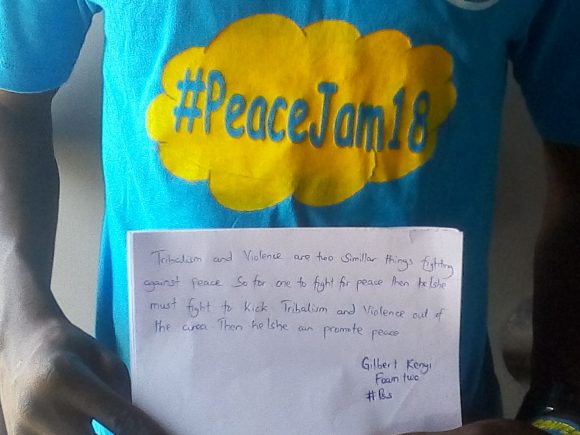 #PeaceJam18
Tribalism and Violence are two Simillar things fighting
against peace. So for one to fight for peace then he/she
must fight to Kick Tribalism and Violence out of
the area. Then he/she can promote peace
Gilbert Kenyi
Foam two
#Bss